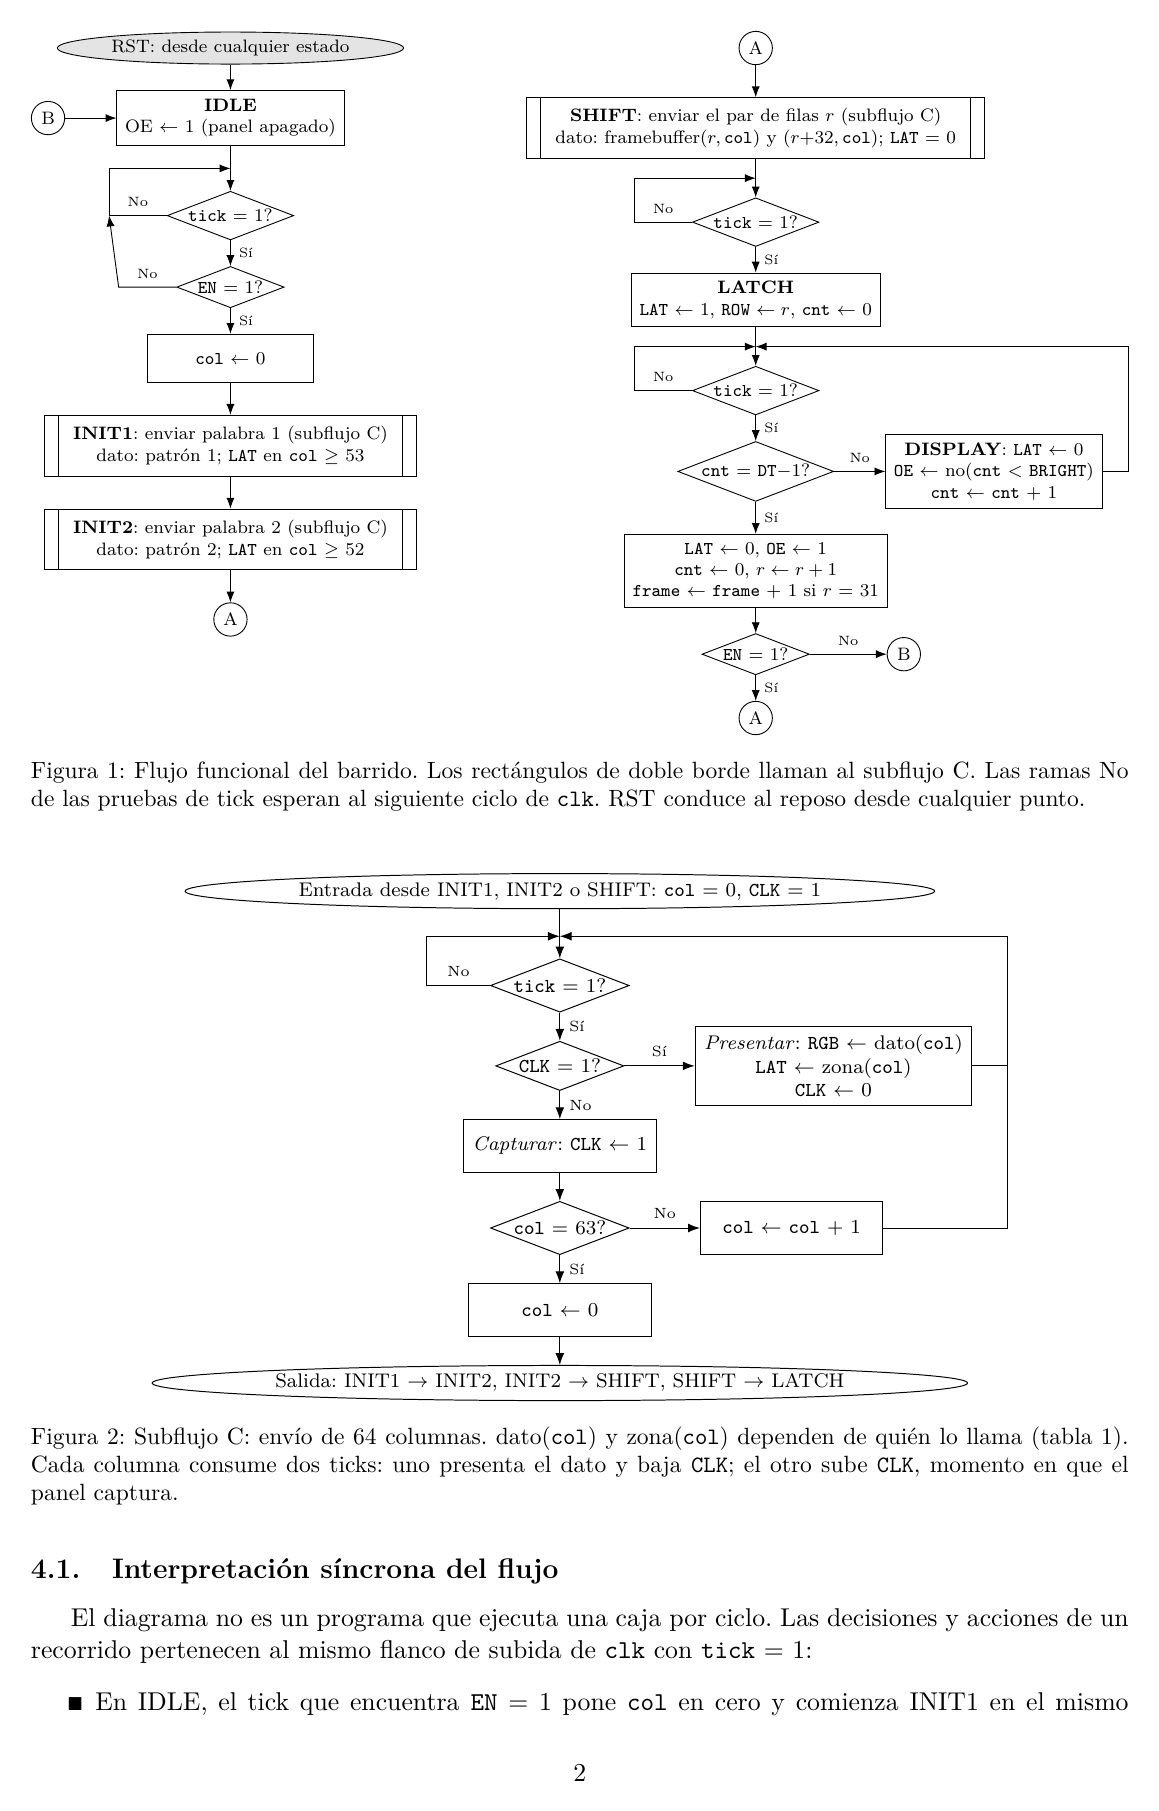 RST: desde cualquier estado
B
IDLE
OE ← 1 (panel apagado)
tick = 1?
No
Sí
EN = 1?
No
Sí
col ← 0
INIT1: enviar palabra 1 (subflujo C)
dato: patrón 1; LAT en col ≥ 53
INIT2: enviar palabra 2 (subflujo C)
dato: patrón 2; LAT en col ≥ 52
A
A
SHIFT: enviar el par de filas r (subflujo C)
dato: framebuffer(r, col) y (r+32, col); LAT = 0
No
tick = 1?
Sí
LATCH
LAT ← 1, ROW ← r, cnt ← 0
No
tick = 1?
Sí
cnt = DT−1?
No
DISPLAY: LAT ← 0
OE ← no(cnt < BRIGHT)
cnt ← cnt + 1
Sí
LAT ← 0, OE ← 1
cnt ← 0, r ← r + 1
frame ← frame + 1 si r = 31
EN = 1?
No
B
Sí
A
Figura 1: Flujo funcional del barrido. Los rectángulos de doble borde llaman al subflujo C. Las ramas No
de las pruebas de tick esperan al siguiente ciclo de clk. RST conduce al reposo desde cualquier punto.
Entrada desde INIT1, INIT2 o SHIFT: col = 0, CLK = 1
No
tick = 1?
Sí
CLK = 1?
Sí
Presentar: RGB ← dato(col)
LAT ← zona(col)
CLK ← 0
No
Capturar: CLK ← 1
col = 63?
No
col ← col + 1
Sí
col ← 0
Salida: INIT1 → INIT2, INIT2 → SHIFT, SHIFT → LATCH
Figura 2: Subflujo C: envío de 64 columnas. dato(col) y zona(col) dependen de quién lo llama (tabla 1).
Cada columna consume dos ticks: uno presenta el dato y baja CLK; el otro sube CLK, momento en que el
panel captura.
4.1. Interpretación síncrona del flujo
El diagrama no es un programa que ejecuta una caja por ciclo. Las decisiones y acciones de un
recorrido pertenecen al mismo flanco de subida de clk con tick = 1:
■ En IDLE, el tick que encuentra EN = 1 pone col en cero y comienza INIT1 en el mismo
2